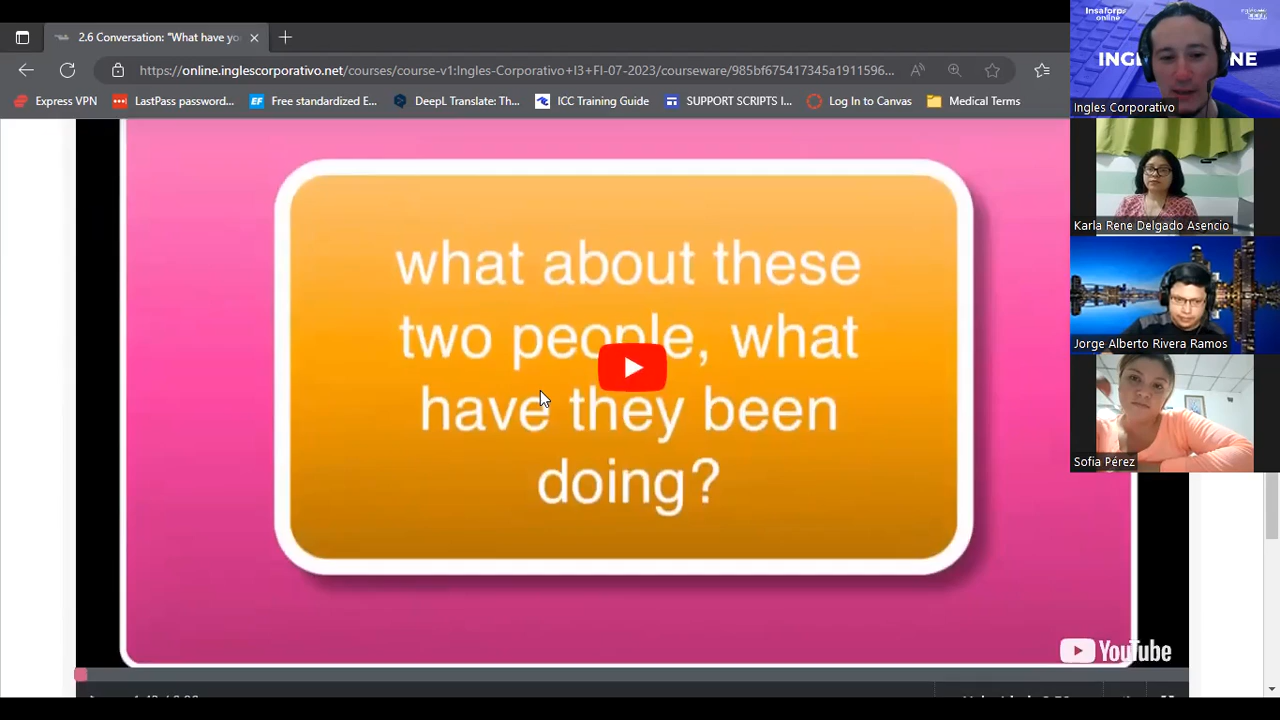 2.6 Conversation: "What have yo
https://online.inglescorporativo.net/courses/course-v1:Ingles-Corporativo+I3+FI-07-2023/courseware/985bf675417345a1911596...
Express VPN
LastPass password...
Free standardized E...
DeepL Translate: Th...
ICC Training Guide
SUPPORT SCRIPTS I...
Log In to Canvas
Medical Terms
what about these
two people, what
have they been
doing?
YouTube
Insaforp
online
Ingles Corporativo
Karla Rene Delgado Asencio
Jorge Alberto Rivera Ramos
Sofia Pérez